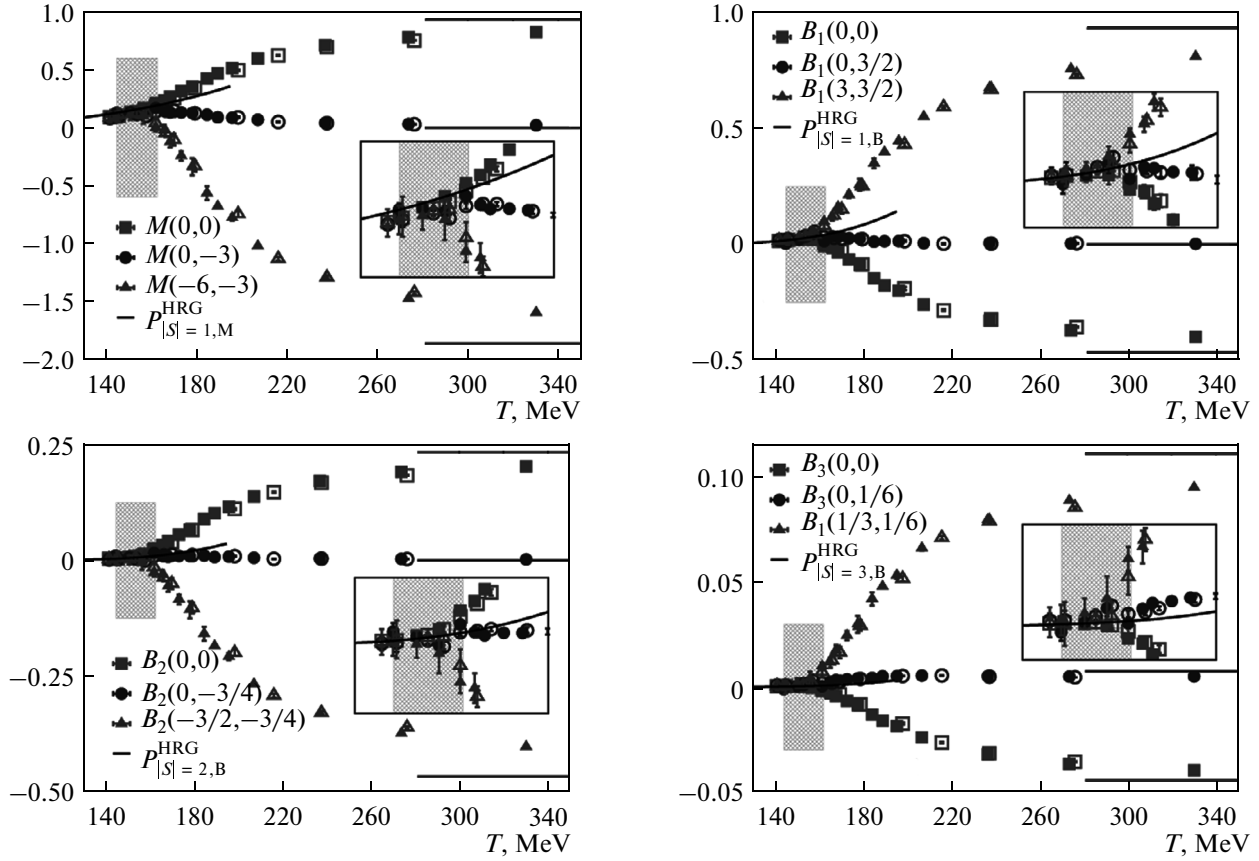 1.0
0.5
0
−0.5
−1.0
−1.5
−2.0
M(0,0)
M(0,−3)
M(−6,−3)
P^HRG_|S| = 1,M
140 180 220 260 300 340
T, MeV
1.0
0.5
0
−0.5
B₁(0,0)
B₁(0,3/2)
B₁(3,3/2)
P^HRG_|S| = 1,B
140 180 220 260 300 340
T, MeV
0.25
0
−0.25
−0.50
B₂(0,0)
B₂(0,−3/4)
B₂(−3/2,−3/4)
P^HRG_|S| = 2,B
140 180 220 260 300 340
T, MeV
0.10
0.05
0
−0.05
B₃(0,0)
B₃(0,1/6)
B₁(1/3,1/6)
P^HRG_|S| = 3,B
140 180 220 260 300 340
T, MeV